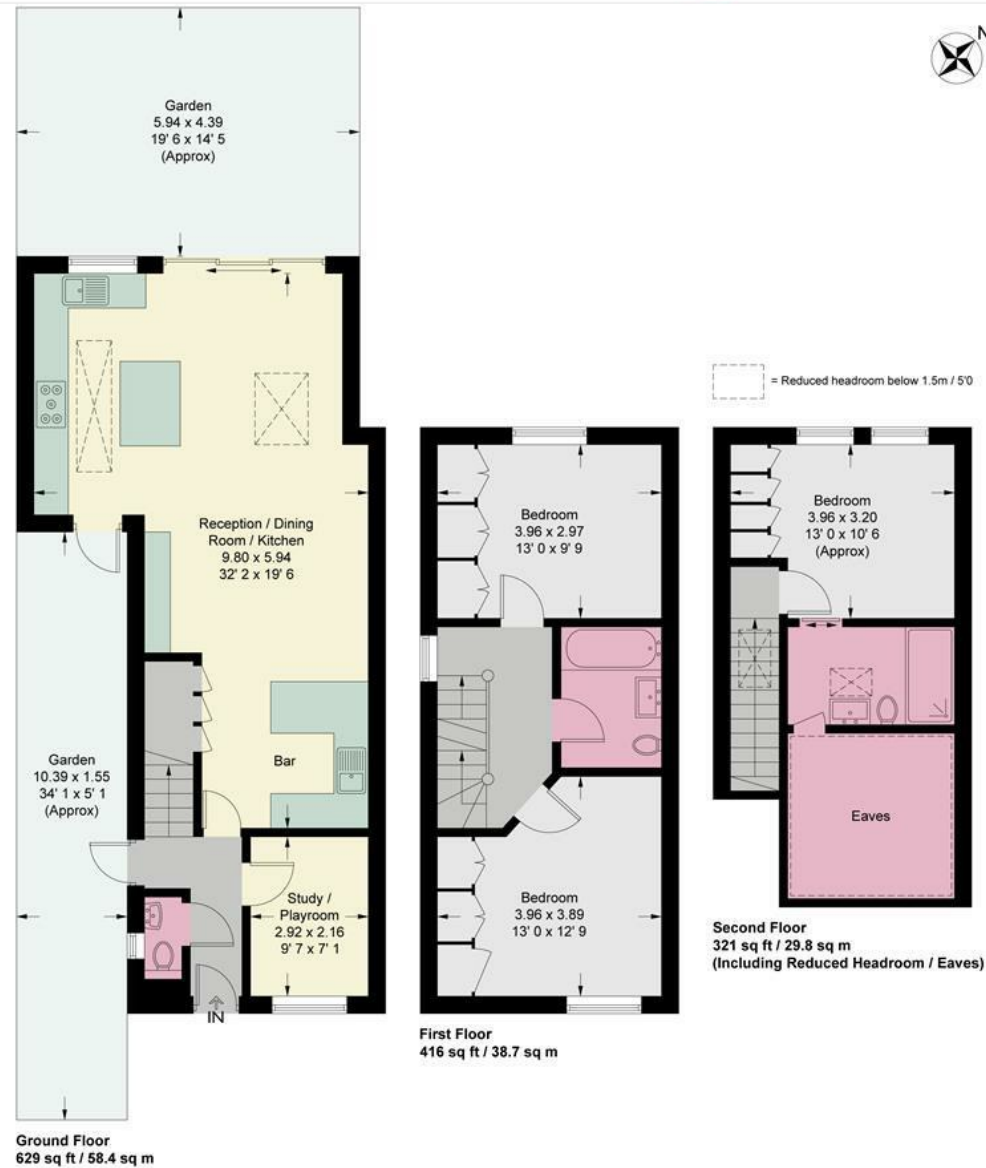 N
Garden
5.94 x 4.39
19' 6 x 14' 5
(Approx)
= Reduced headroom below 1.5m / 5'0
Reception / Dining
Room / Kitchen
9.80 x 5.94
32' 2 x 19' 6
Bar
Garden
10.39 x 1.55
34' 1 x 5' 1
(Approx)
Study /
Playroom
2.92 x 2.16
9' 7 x 7' 1
IN
Ground Floor
629 sq ft / 58.4 sq m
Bedroom
3.96 x 2.97
13' 0 x 9' 9
Bedroom
3.96 x 3.89
13' 0 x 12' 9
First Floor
416 sq ft / 38.7 sq m
Bedroom
3.96 x 3.20
13' 0 x 10' 6
(Approx)
Eaves
Second Floor
321 sq ft / 29.8 sq m
(Including Reduced Headroom / Eaves)